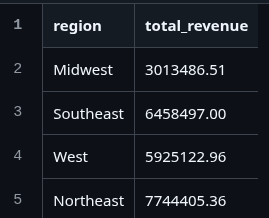 1 region total_revenue
2 Midwest 3013486.51
3 Southeast 6458497.00
4 West 5925122.96
5 Northeast 7744405.36